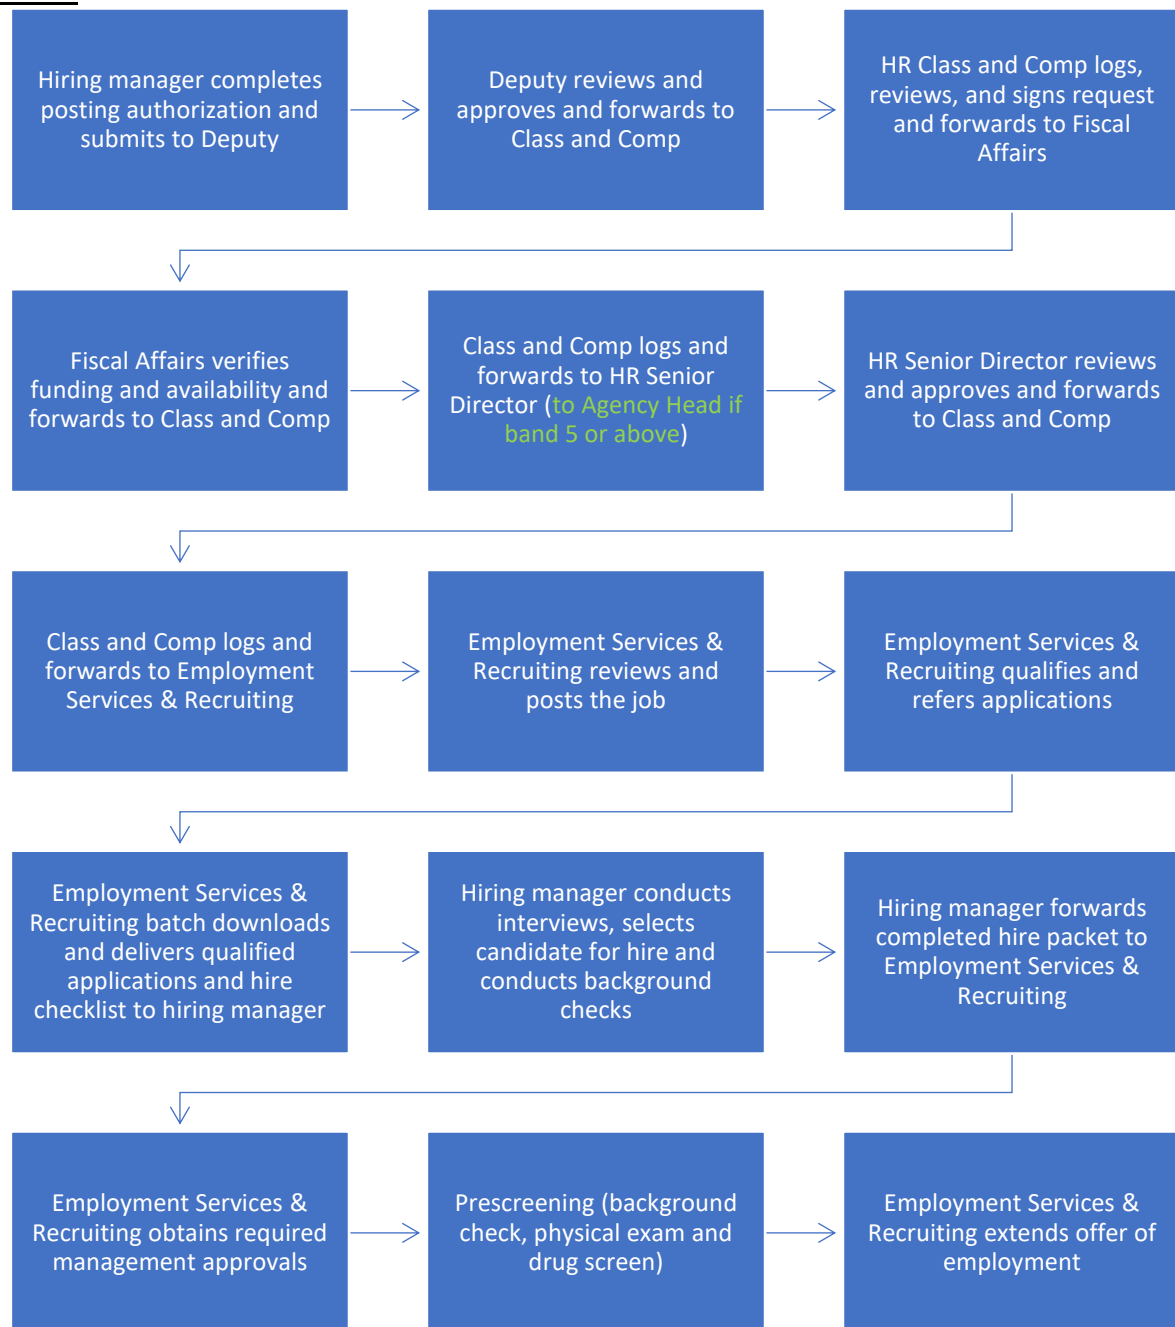 Hiring manager completes
posting authorization and
submits to Deputy
Deputy reviews and
approves and forwards to
Class and Comp
HR Class and Comp logs,
reviews, and signs request
and forwards to Fiscal
Affairs
Fiscal Affairs verifies
funding and availability and
forwards to Class and Comp
Class and Comp logs and
forwards to HR Senior
Director (to Agency Head if
band 5 or above)
HR Senior Director reviews
and approves and forwards
to Class and Comp
Class and Comp logs and
forwards to Employment
Services & Recruiting
Employment Services &
Recruiting reviews and
posts the job
Employment Services &
Recruiting qualifies and
refers applications
Employment Services &
Recruiting batch downloads
and delivers qualified
applications and hire
checklist to hiring manager
Hiring manager conducts
interviews, selects
candidate for hire and
conducts background
checks
Hiring manager forwards
completed hire packet to
Employment Services &
Recruiting
Employment Services &
Recruiting obtains required
management approvals
Prescreening (background
check, physical exam and
drug screen)
Employment Services &
Recruiting extends offer of
employment